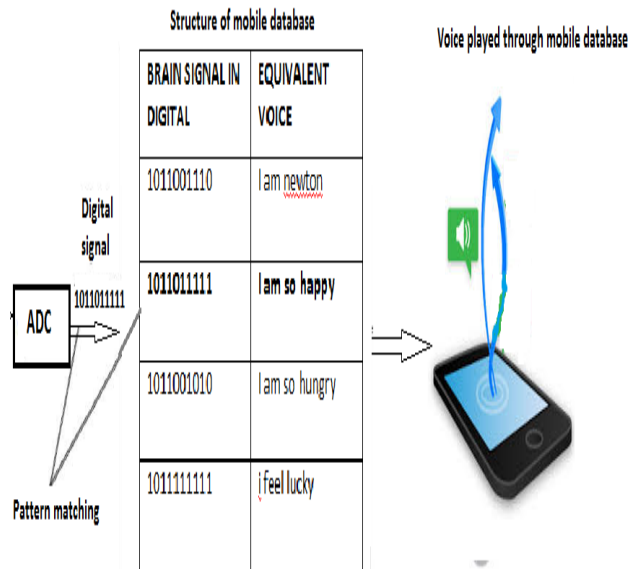 Structure of mobile database
Voice played through mobile database
BRAIN SIGNAL IN
DIGITAL
EQUIVALENT
VOICE
1011001110
I am newton
Digital
signal
1011011111
ADC
1011011111
I am so happy
1011001010
I am so hungry
1011111111
i feel lucky
Pattern matching